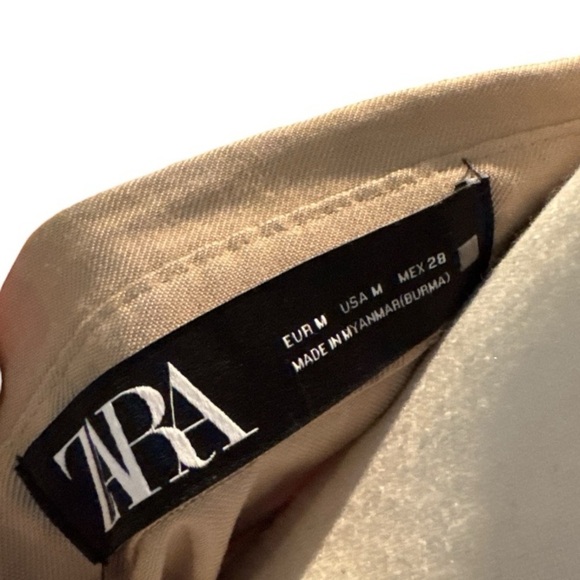 ZARA
EUR M USA M MEX 28
MADE IN MYANMAR(BURMA)